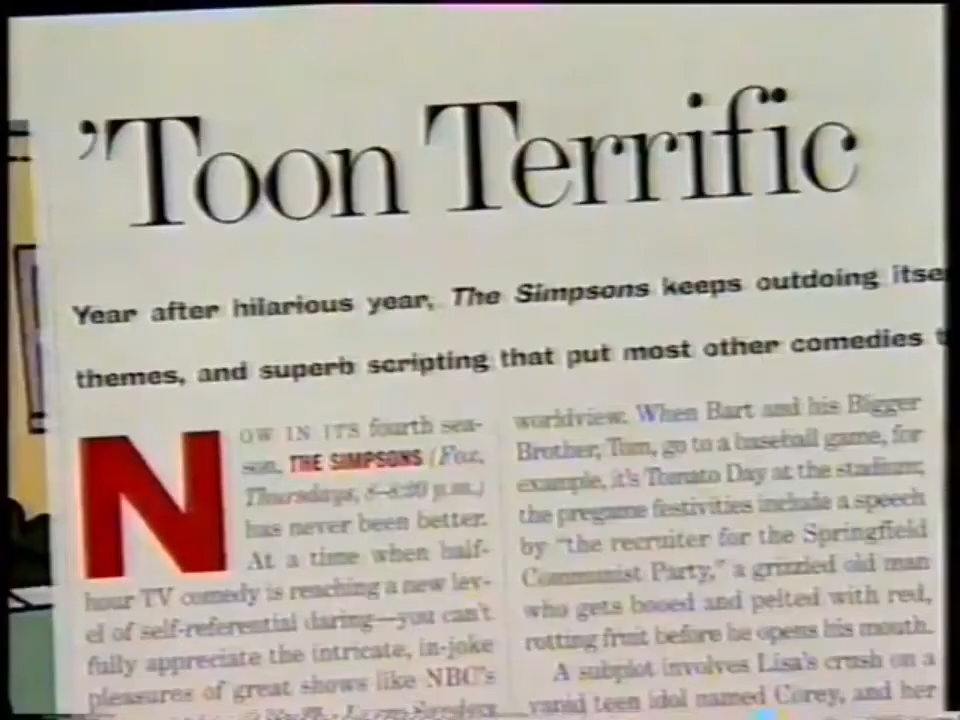 ’Toon Terrific
Year after hilarious year, The Simpsons keeps outdoing itse
themes, and superb scripting that put most other comedies t
NOW IN ITS fourth sea-
son, THE SIMPSONS (Fox,
Thursdays, 8–8:30 p.m.)
has never been better.
At a time when half-
hour TV comedy is reaching a new lev-
el of self-referential daring—you can't
fully appreciate the intricate, in-joke
pleasures of great shows like NBC's
worldview. When Bart and his Bigger
Brother, Tom, go to a baseball game, for
example, it's Tomato Day at the stadium;
the pregame festivities include a speech
by "the recruiter for the Springfield
Communist Party," a grizzled old man
who gets booed and pelted with red,
rotting fruit before he opens his mouth.
A subplot involves Lisa's crush on a
vapid teen idol named Corey, and her